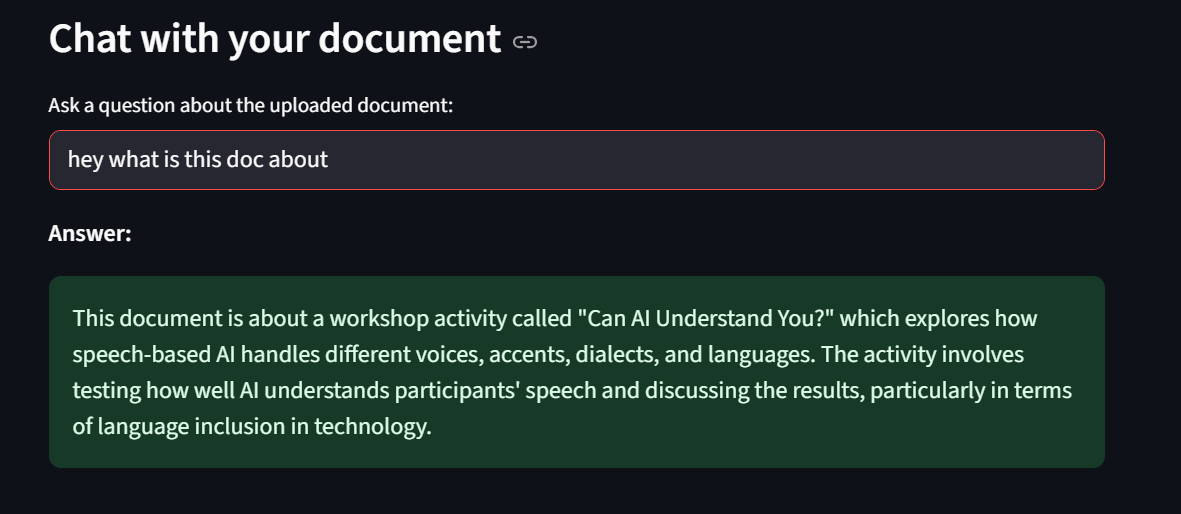 Chat with your document
Ask a question about the uploaded document:
hey what is this doc about
Answer:
This document is about a workshop activity called "Can AI Understand You?" which explores how
speech-based AI handles different voices, accents, dialects, and languages. The activity involves
testing how well AI understands participants' speech and discussing the results, particularly in terms
of language inclusion in technology.